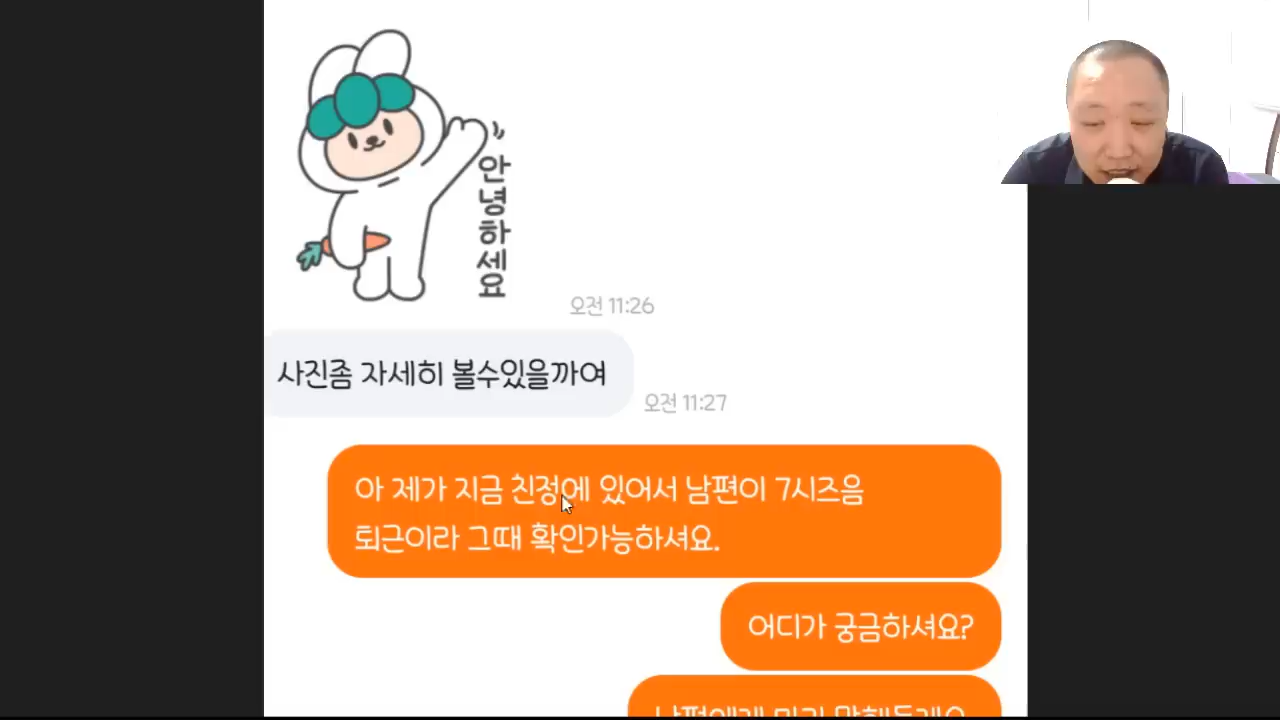 안녕하세요
오전 11:26
사진좀 자세히 볼수있을까여
오전 11:27
아 제가 지금 친정에 있어서 남편이 7시즈음
퇴근이라 그때 확인가능하셔요.
어디가 궁금하셔요?